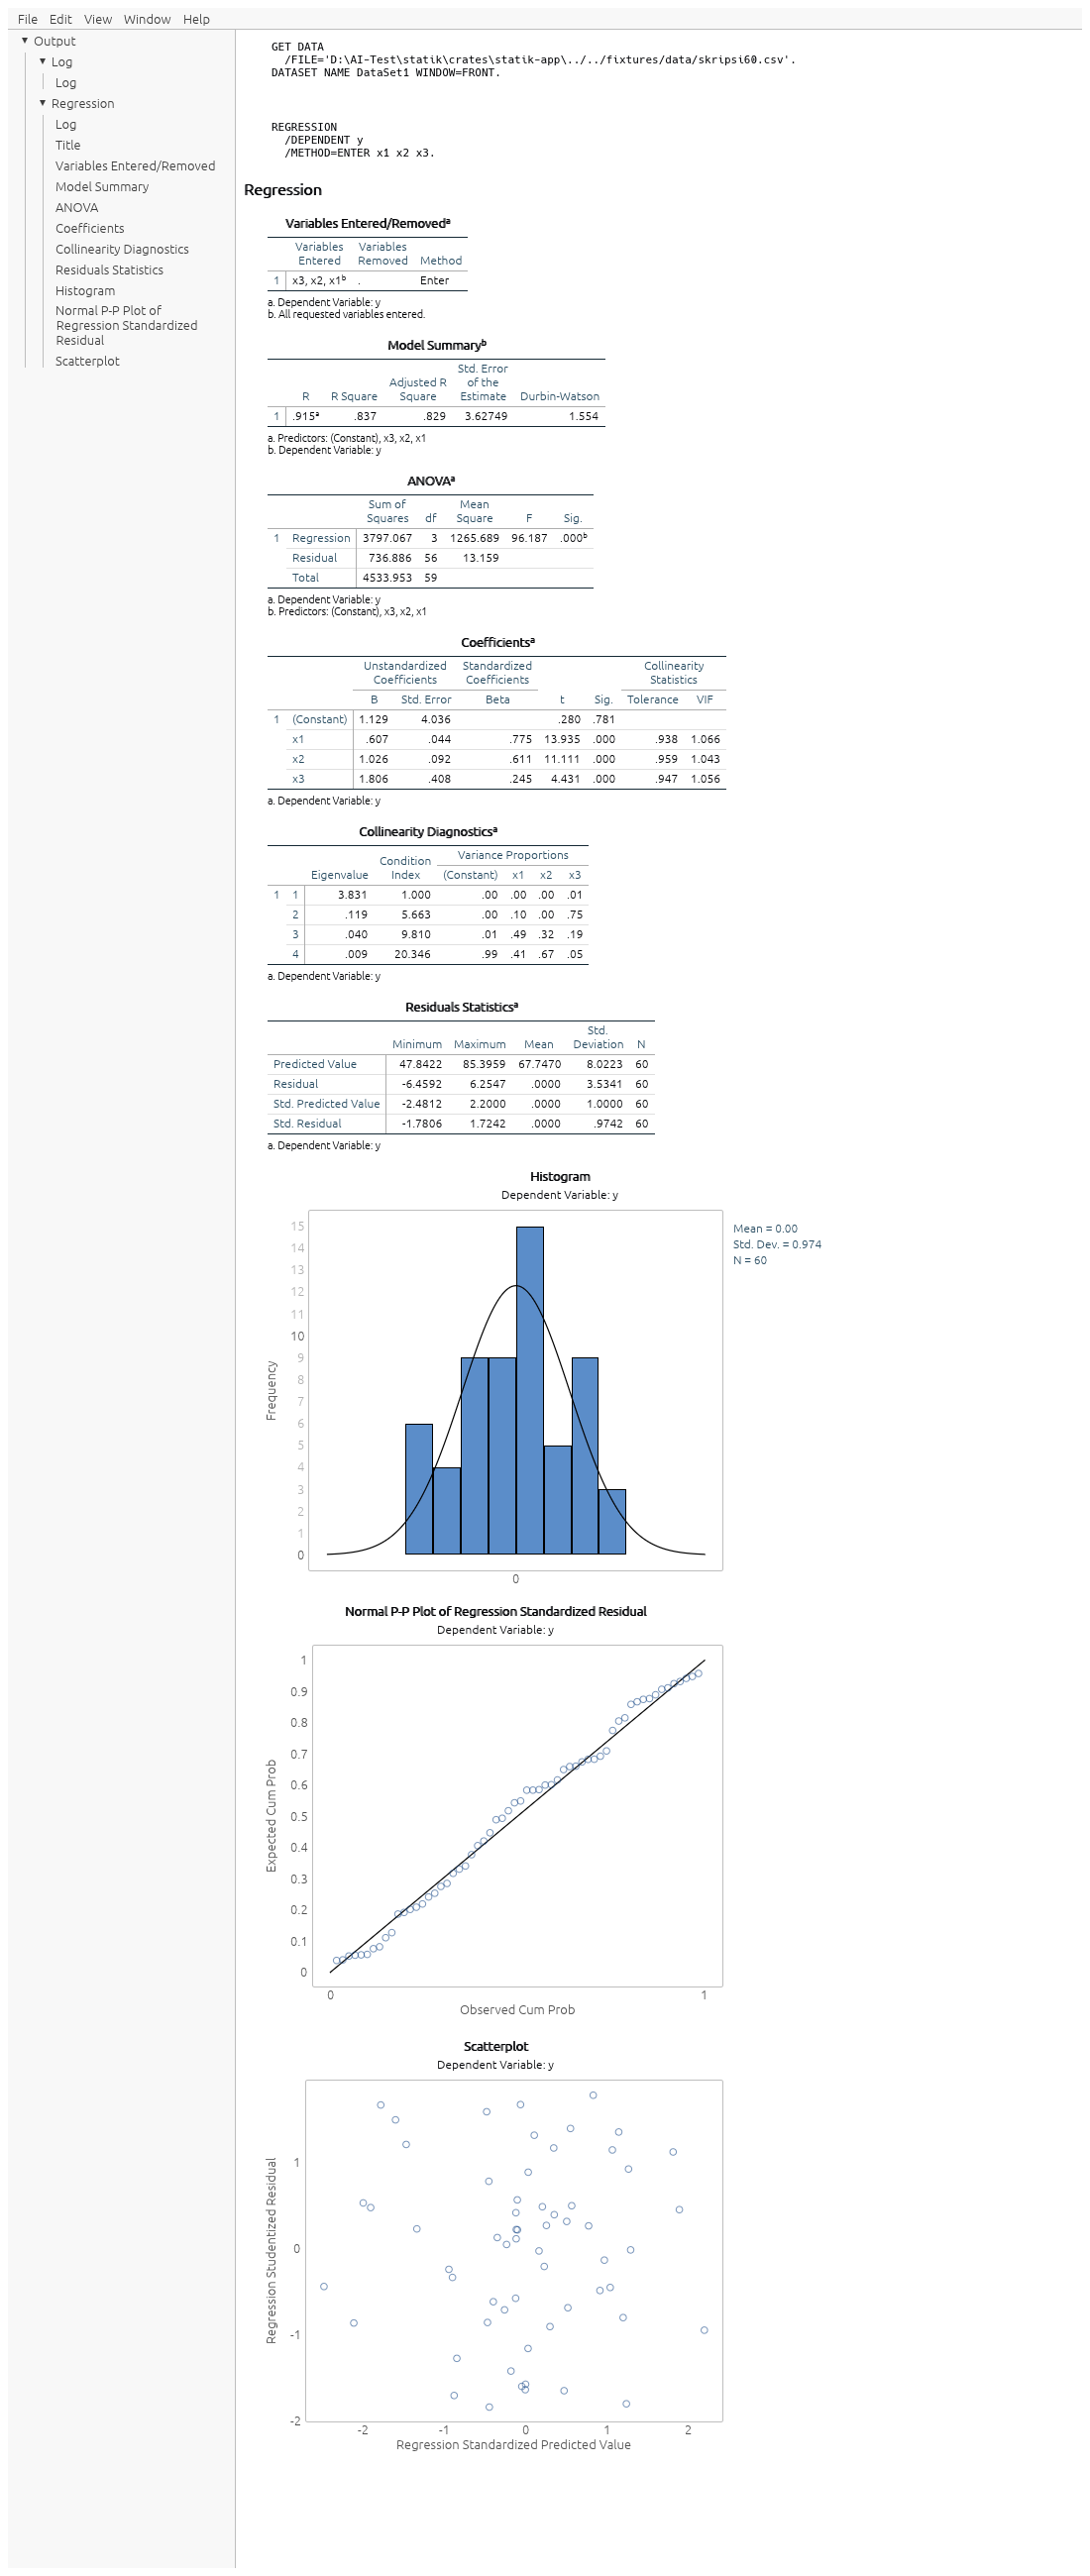 File Edit View Window Help
Output
Log
Log
Regression
Log
Title
Variables Entered/Removed
Model Summary
ANOVA
Coefficients
Collinearity Diagnostics
Residuals Statistics
Histogram
Normal P-P Plot of
Regression Standardized
Residual
Scatterplot
GET DATA
/FILE='D:\AI-Test\statik\crates\statik-app\../../fixtures/data/skripsi60.csv'.
DATASET NAME DataSet1 WINDOW=FRONT.
REGRESSION
/DEPENDENT y
/METHOD=ENTER x1 x2 x3.
Regression
Variables Entered/Removedᵃ
Variables Variables
Entered Removed Method
1 x3, x2, x1ᵇ . Enter
a. Dependent Variable: y
b. All requested variables entered.
Model Summaryᵇ
Std. Error
Adjusted R of the
R R Square Square Estimate Durbin-Watson
1 .915ᵃ .837 .829 3.62749 1.554
a. Predictors: (Constant), x3, x2, x1
b. Dependent Variable: y
ANOVAᵃ
Sum of Mean
Squares df Square F Sig.
1 Regression 3797.067 3 1265.689 96.187 .000ᵇ
Residual 736.886 56 13.159
Total 4533.953 59
a. Dependent Variable: y
b. Predictors: (Constant), x3, x2, x1
Coefficientsᵃ
Unstandardized Standardized Collinearity
Coefficients Coefficients Statistics
B Std. Error Beta t Sig. Tolerance VIF
1 (Constant) 1.129 4.036 .280 .781
x1 .607 .044 .775 13.935 .000 .938 1.066
x2 1.026 .092 .611 11.111 .000 .959 1.043
x3 1.806 .408 .245 4.431 .000 .947 1.056
a. Dependent Variable: y
Collinearity Diagnosticsᵃ
Condition Variance Proportions
Eigenvalue Index (Constant) x1 x2 x3
1 1 3.831 1.000 .00 .00 .00 .01
2 .119 5.663 .00 .10 .00 .75
3 .040 9.810 .01 .49 .32 .19
4 .009 20.346 .99 .41 .67 .05
a. Dependent Variable: y
Residuals Statisticsᵃ
Std.
Minimum Maximum Mean Deviation N
Predicted Value 47.8422 85.3959 67.7470 8.0223 60
Residual -6.4592 6.2547 .0000 3.5341 60
Std. Predicted Value -2.4812 2.2000 .0000 1.0000 60
Std. Residual -1.7806 1.7242 .0000 .9742 60
a. Dependent Variable: y
Histogram
Dependent Variable: y
Mean = 0.00
Std. Dev. = 0.974
N = 60
Frequency
15
14
13
12
11
10
9
8
7
6
5
4
3
2
1
0
0
Normal P-P Plot of Regression Standardized Residual
Dependent Variable: y
Expected Cum Prob
1
0.9
0.8
0.7
0.6
0.5
0.4
0.3
0.2
0.1
0
0 1
Observed Cum Prob
Scatterplot
Dependent Variable: y
Regression Studentized Residual
1
0
-1
-2
-2 -1 0 1 2
Regression Standardized Predicted Value